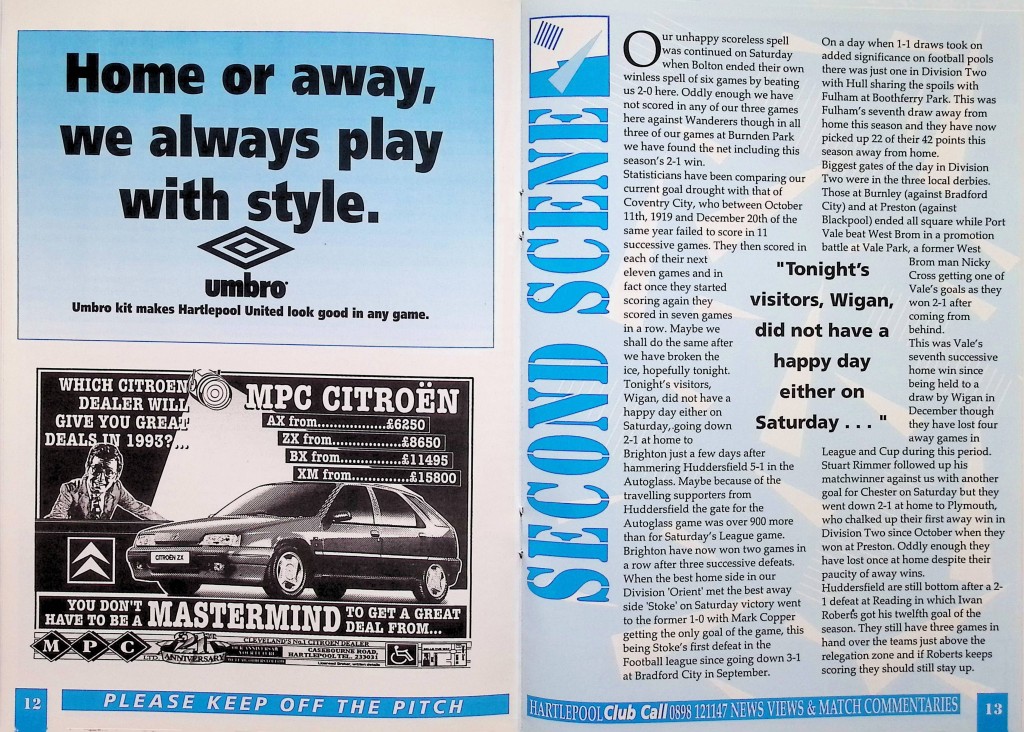 Home or away,
we always play
with style.
umbro
Umbro kit makes Hartlepool United look good in any game.
WHICH CITROEN
DEALER WILL
GIVE YOU GREAT
DEALS IN 1993?...
MPC CITROËN
AX from..................£6250
ZX from..................£8650
BX from................£11495
XM from...............£15800
CITROËN ZX
YOU DON'T
HAVE TO BE A
MASTERMIND
TO GET A GREAT
DEAL FROM...
M P C LTD
21st
ANNIVERSARY
CLEVELAND'S No.1 CITROEN DEALER
CASEBOURNE ROAD,
HARTLEPOOL TEL. 233031
12
PLEASE KEEP OFF THE PITCH
SECOND SCENE
Our unhappy scoreless spell
was continued on Saturday
when Bolton ended their own
winless spell of six games by beating
us 2-0 here. Oddly enough we have
not scored in any of our three games
here against Wanderers though in all
three of our games at Burnden Park
we have found the net including this
season's 2-1 win.
Statisticians have been comparing our
current goal drought with that of
Coventry City, who between October
11th, 1919 and December 20th of the
same year failed to score in 11
successive games. They then scored in
each of their next
eleven games and in
fact once they started
scoring again they
scored in seven games
in a row. Maybe we
shall do the same after
we have broken the
ice, hopefully tonight.
Tonight's visitors,
Wigan, did not have a
happy day either on
Saturday, going down
2-1 at home to
Brighton just a few days after
hammering Huddersfield 5-1 in the
Autoglass. Maybe because of the
travelling supporters from
Huddersfield the gate for the
Autoglass game was over 900 more
than for Saturday's League game.
Brighton have now won two games in
a row after three successive defeats.
When the best home side in our
Division 'Orient' met the best away
side 'Stoke' on Saturday victory went
to the former 1-0 with Mark Copper
getting the only goal of the game, this
being Stoke's first defeat in the
Football league since going down 3-1
at Bradford City in September.
"Tonight's
visitors, Wigan,
did not have a
happy day
either on
Saturday . . . "
On a day when 1-1 draws took on
added significance on football pools
there was just one in Division Two
with Hull sharing the spoils with
Fulham at Boothferry Park. This was
Fulham's seventh draw away from
home this season and they have now
picked up 22 of their 42 points this
season away from home.
Biggest gates of the day in Division
Two were in the three local derbies.
Those at Burnley (against Bradford
City) and at Preston (against
Blackpool) ended all square while Port
Vale beat West Brom in a promotion
battle at Vale Park, a former West
Brom man Nicky
Cross getting one of
Vale's goals as they
won 2-1 after
coming from
behind.
This was Vale's
seventh successive
home win since
being held to a
draw by Wigan in
December though
they have lost four
away games in
League and Cup during this period.
Stuart Rimmer followed up his
matchwinner against us with another
goal for Chester on Saturday but they
went down 2-1 at home to Plymouth,
who chalked up their first away win in
Division Two since October when they
won at Preston. Oddly enough they
have lost once at home despite their
paucity of away wins.
Huddersfield are still bottom after a 2-
1 defeat at Reading in which Iwan
Roberts got his twelfth goal of the
season. They still have three games in
hand over the teams just above the
relegation zone and if Roberts keeps
scoring they should still stay up.
HARTLEPOOL Club Call 0898 121147 NEWS VIEWS & MATCH COMMENTARIES
13